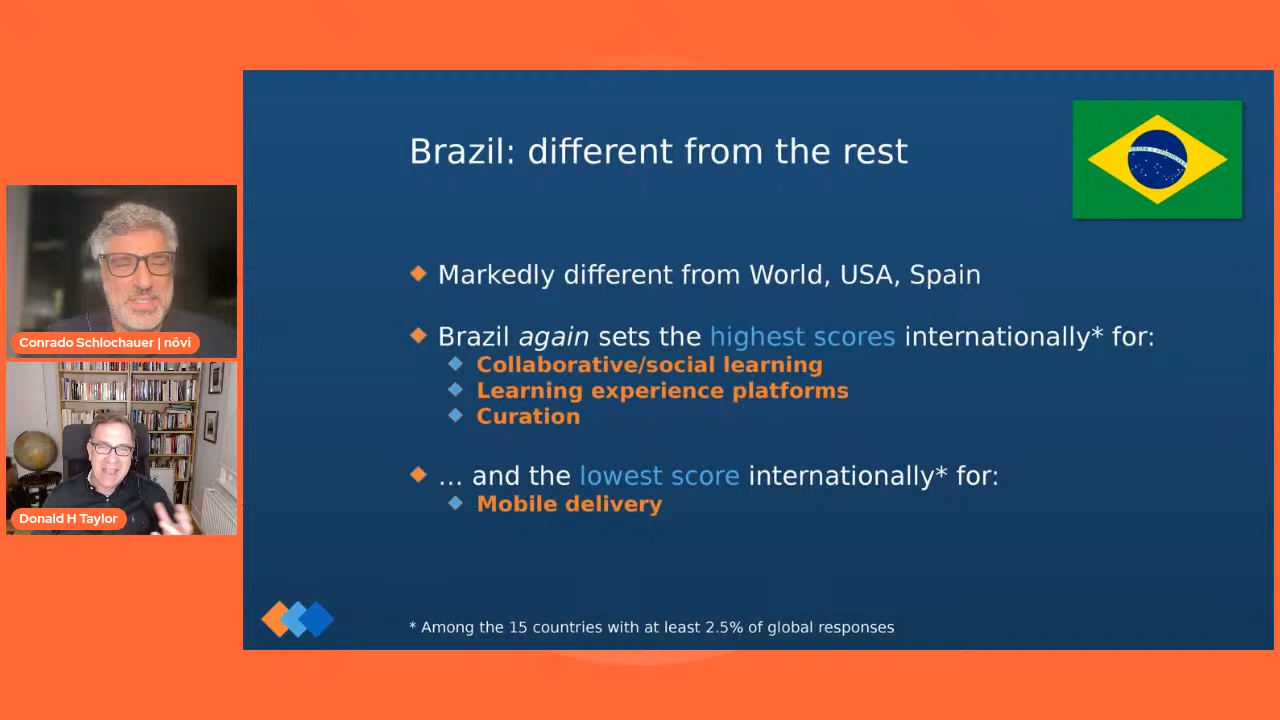 Brazil: different from the rest
Markedly different from World, USA, Spain
Brazil again sets the highest scores internationally* for:
Collaborative/social learning
Learning experience platforms
Curation
… and the lowest score internationally* for:
Mobile delivery
* Among the 15 countries with at least 2.5% of global responses
Conrado Schlochauer | nōvi
Donald H Taylor